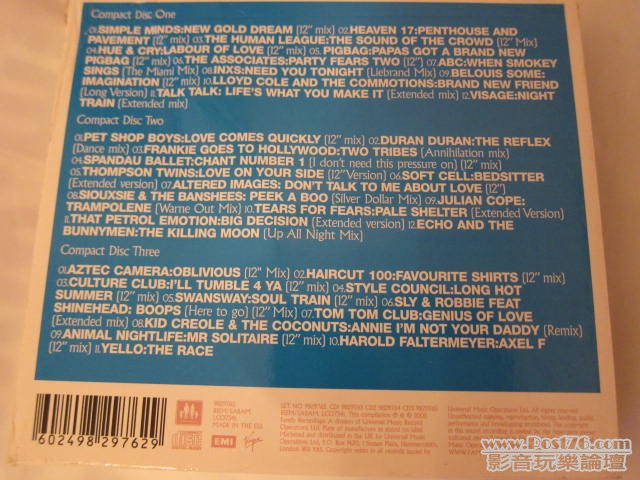 Compact Disc One
01.SIMPLE MINDS:NEW GOLD DREAM (12" mix) 02.HEAVEN 17:PENTHOUSE AND
PAVEMENT (12" mix) 03.THE HUMAN LEAGUE:THE SOUND OF THE CROWD (12" Mix)
04.HUE & CRY:LABOUR OF LOVE (12" mix) 05.PIGBAG:PAPAS GOT A BRAND NEW
PIGBAG (12" mix) 06.THE ASSOCIATES:PARTY FEARS TWO (12") 07.ABC:WHEN SMOKEY
SINGS (The Miami Mix) 08.INXS:NEED YOU TONIGHT (Liebrand Mix) 09.BELOUIS SOME:
IMAGINATION (12" mix) 10.LLOYD COLE AND THE COMMOTIONS:BRAND NEW FRIEND
(Long Version) 11.TALK TALK: LIFE'S WHAT YOU MAKE IT (Extended mix) 12.VISAGE:NIGHT
TRAIN (Extended mix)
Compact Disc Two
01.PET SHOP BOYS:LOVE COMES QUICKLY (12" mix) 02.DURAN DURAN:THE REFLEX
(Dance mix) 03.FRANKIE GOES TO HOLLYWOOD:TWO TRIBES (Annihilation mix)
04.SPANDAU BALLET:CHANT NUMBER 1 (I don't need this pressure on) (12" mix)
05.THOMPSON TWINS:LOVE ON YOUR SIDE (12"Version) 06.SOFT CELL:BEDSITTER
(Extended version) 07.ALTERED IMAGES: DON'T TALK TO ME ABOUT LOVE (12")
08.SIOUXSIE & THE BANSHEES: PEEK A BOO (Silver Dollar Mix) 09.JULIAN COPE:
TRAMPOLENE (Warne Out Mix) 10.TEARS FOR FEARS:PALE SHELTER (Extended Version)
11.THAT PETROL EMOTION:BIG DECISION (Extended version) 12.ECHO AND THE
BUNNYMEN:THE KILLING MOON (Up All Night Mix)
Compact Disc Three
01.AZTEC CAMERA:OBLIVIOUS (12" Mix) 02.HAIRCUT 100:FAVOURITE SHIRTS (12" mix)
03.CULTURE CLUB:I'LL TUMBLE 4 YA (12" mix) 04.STYLE COUNCIL:LONG HOT
SUMMER (12" mix) 05.SWANSWAY:SOUL TRAIN (12" mix) 06.SLY & ROBBIE FEAT
SHINEHEAD: BOOPS (Here to go) (12" mix) 07.TOM TOM CLUB:GENIUS OF LOVE
(Extended mix) 08.KID CREOLE & THE COCONUTS:ANNIE I'M NOT YOUR DADDY (Remix)
09.ANIMAL NIGHTLIFE:MR SOLITAIRE (12" mix) 10.HAROLD FALTERMEYER:AXEL F
(12" mix) 11.YELLO:THE RACE
9829765
BIEM/SABAM.
LC02736
MADE IN THE EU.
EMI
Virgin
6 02498 29762 9
www.Post76.com
影音玩樂論壇